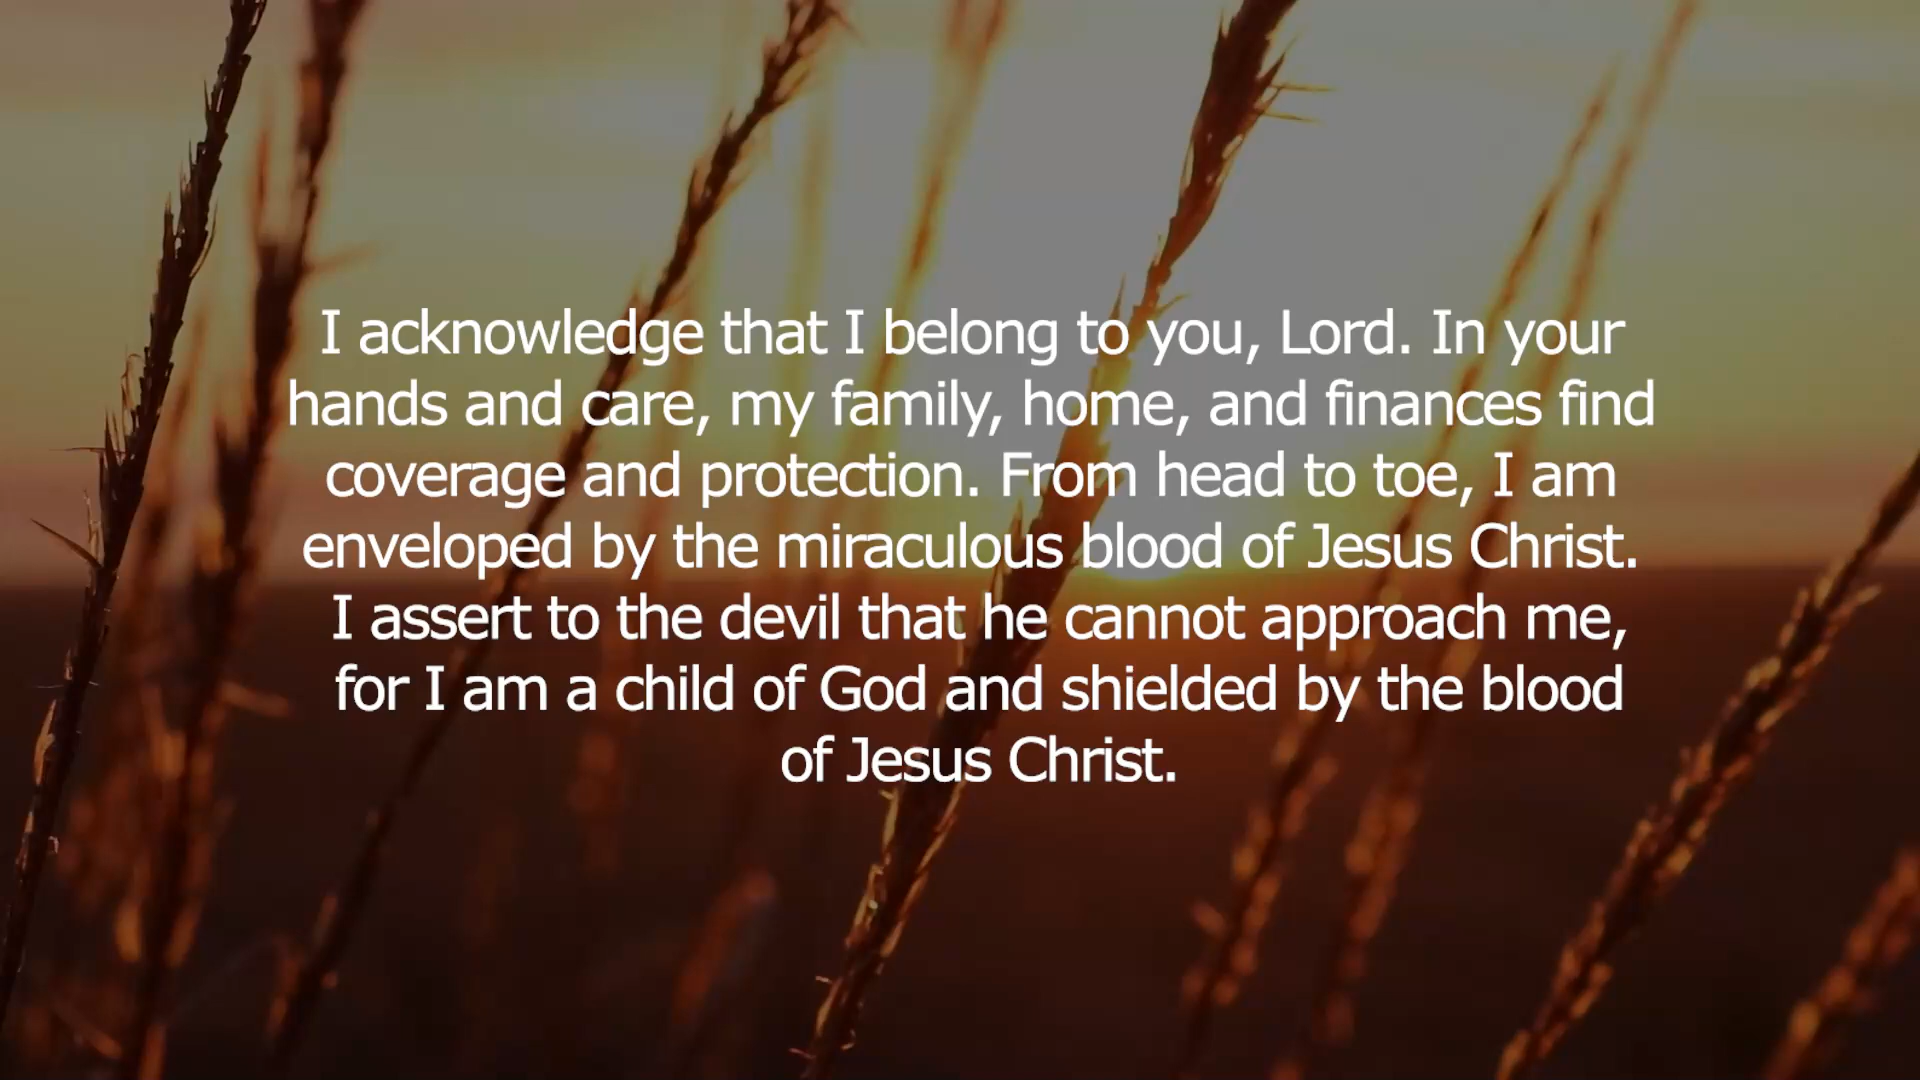 I acknowledge that I belong to you, Lord. In your
hands and care, my family, home, and finances find
coverage and protection. From head to toe, I am
enveloped by the miraculous blood of Jesus Christ.
I assert to the devil that he cannot approach me,
for I am a child of God and shielded by the blood
of Jesus Christ.